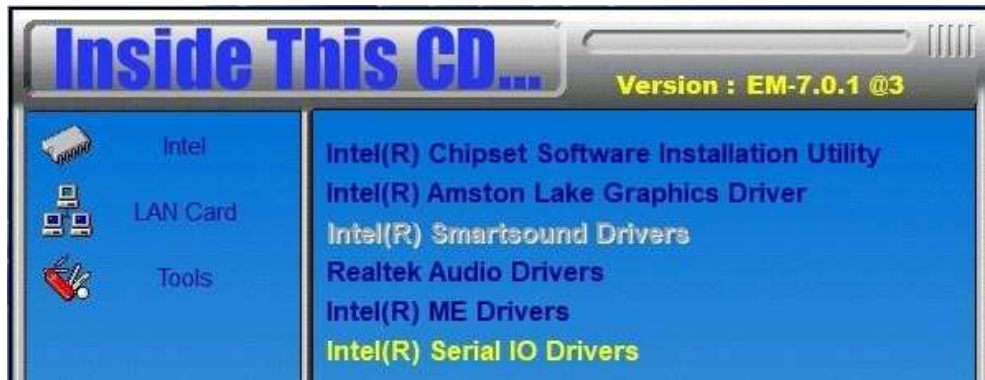 Inside This CD...
Version : EM-7.0.1 @3
Intel
LAN Card
Tools
Intel(R) Chipset Software Installation Utility
Intel(R) Amston Lake Graphics Driver
Intel(R) Smartsound Drivers
Realtek Audio Drivers
Intel(R) ME Drivers
Intel(R) Serial IO Drivers